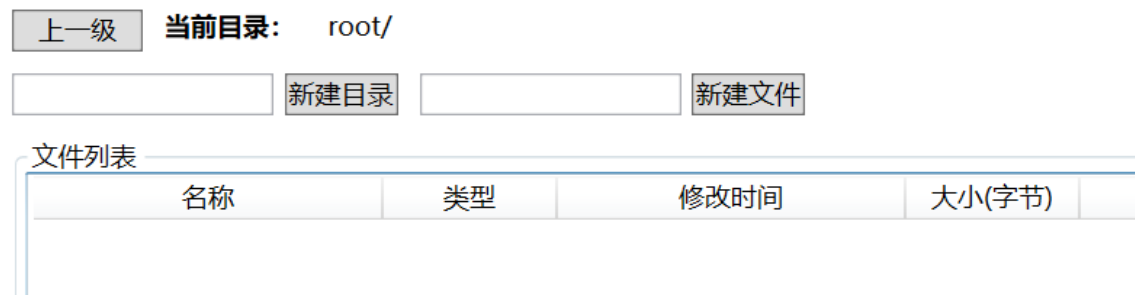 上一级 当前目录： root/
新建目录 新建文件
文件列表
名称 类型 修改时间 大小(字节)